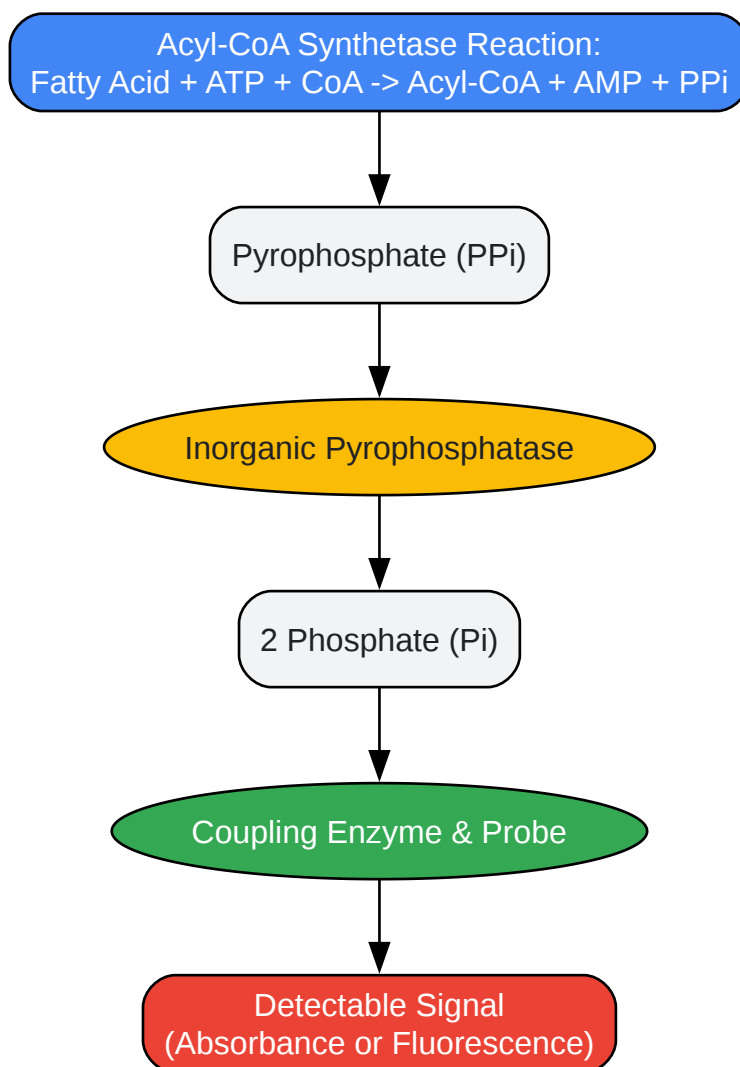 Acyl-CoA Synthetase Reaction:
Fatty Acid + ATP + CoA -> Acyl-CoA + AMP + PPi
Pyrophosphate (PPi)
Inorganic Pyrophosphatase
2 Phosphate (Pi)
Coupling Enzyme & Probe
Detectable Signal
(Absorbance or Fluorescence)